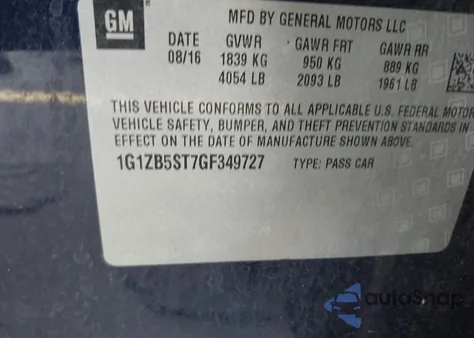 GM
MFD BY GENERAL MOTORS LLC
DATE GVWR GAWR FRT GAWR RR
08/16 1839 KG 950 KG 889 KG
4054 LB 2093 LB 1961 LB
THIS VEHICLE CONFORMS TO ALL APPLICABLE U.S. FEDERAL MOTOR
VEHICLE SAFETY, BUMPER, AND THEFT PREVENTION STANDARDS IN
EFFECT ON THE DATE OF MANUFACTURE SHOWN ABOVE.
1G1ZB5ST7GF349727 TYPE: PASS CAR
autoSnap